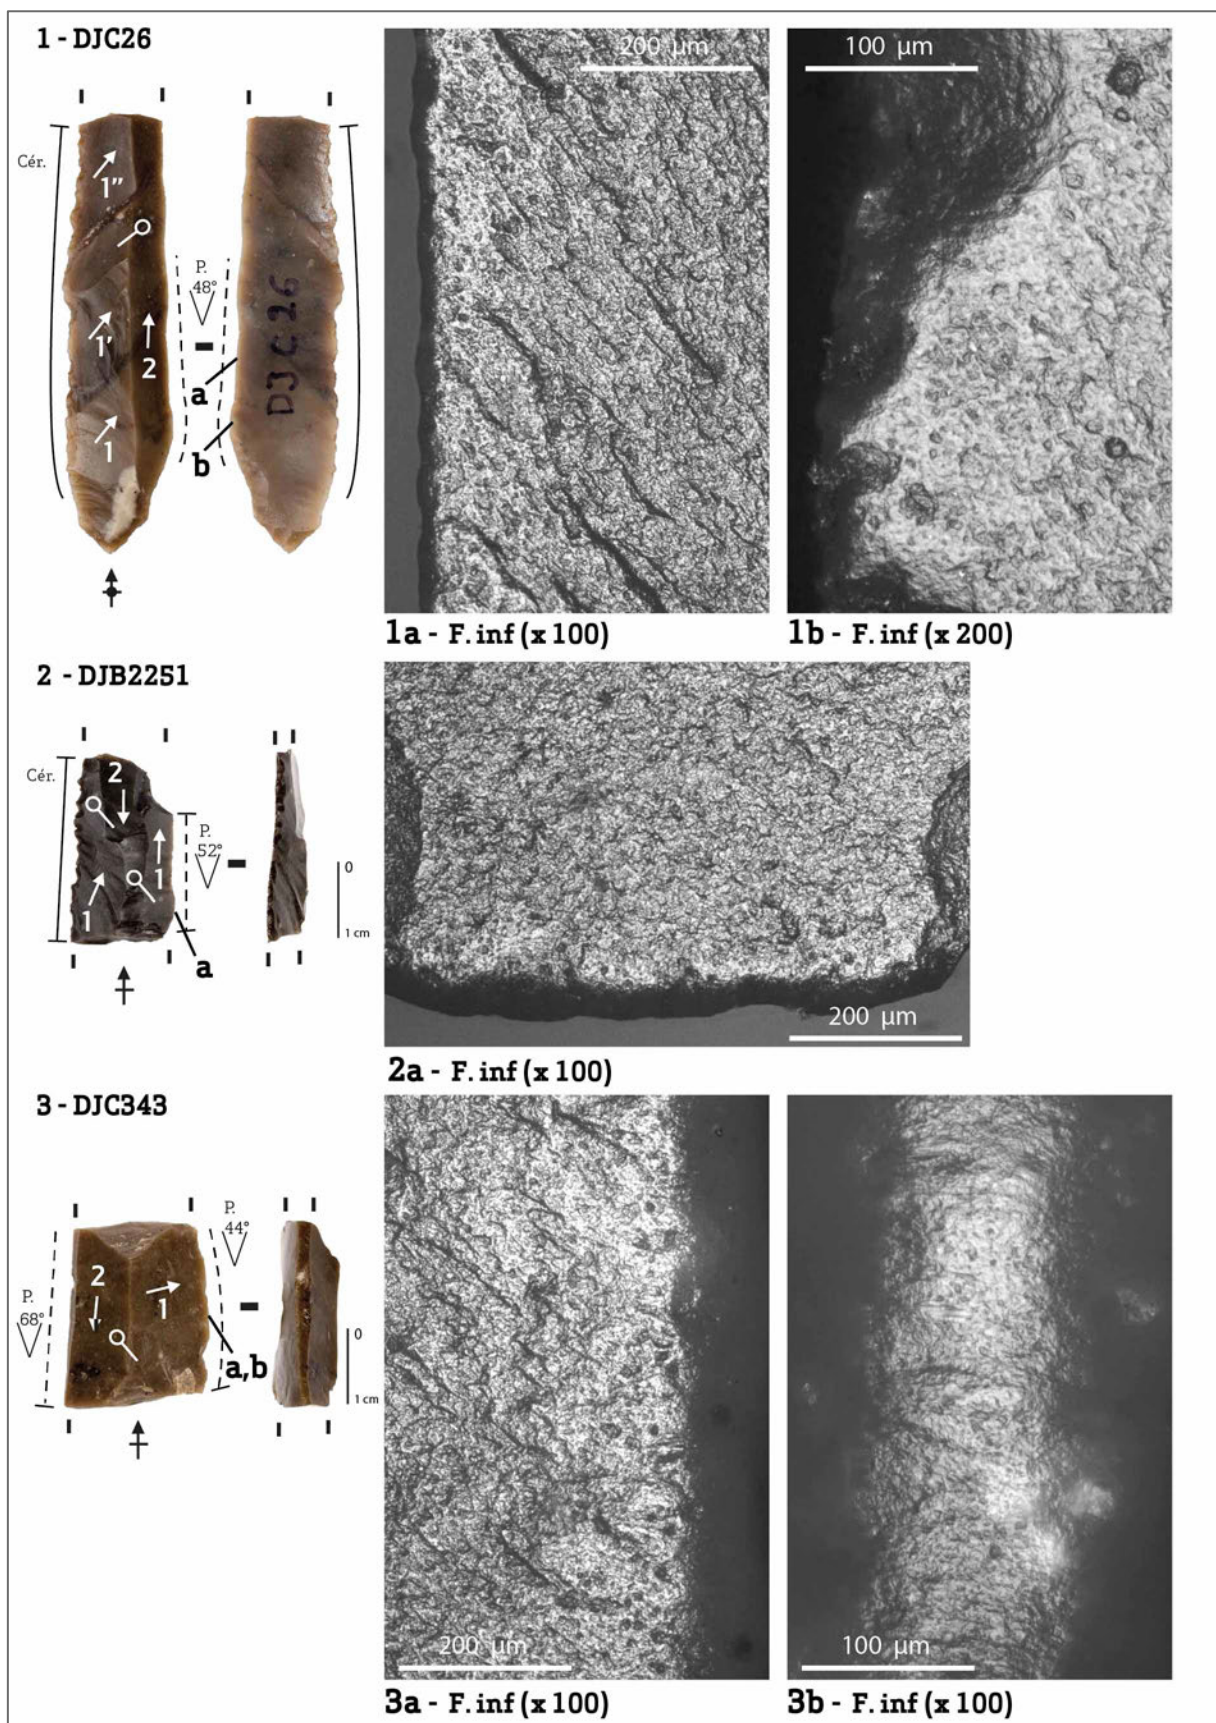 1 - DJC26
200 µm
100 µm
Cér.
1”
1’
1
2
P.
48°
DJC26
a
b
1a - F. inf (x 100)
1b - F. inf (x 200)
2 - DJB2251
Cér.
2
1
1
P.
52°
0
1 cm
a
200 µm
2a - F. inf (x 100)
3 - DJC343
P.
68°
2
1
P.
44°
a,b
0
1 cm
200 µm
100 µm
3a - F. inf (x 100)
3b - F. inf (x 100)